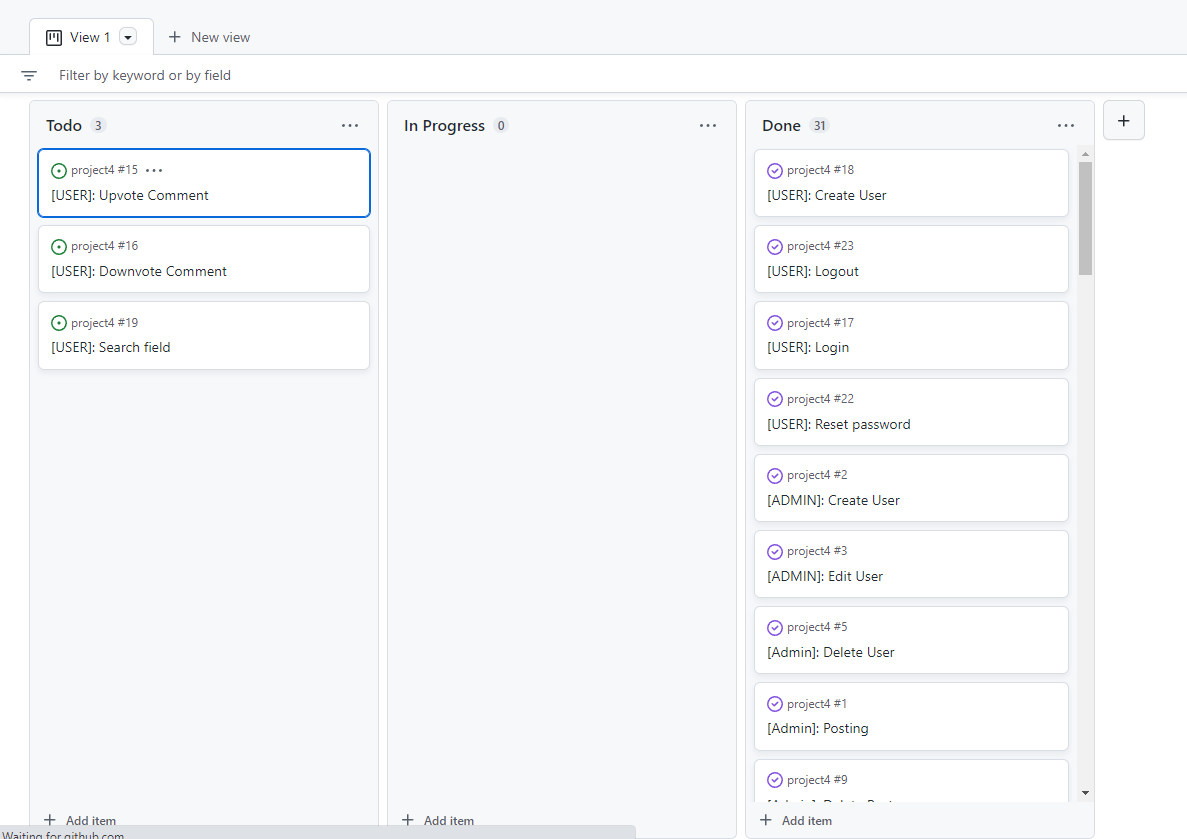 View 1
New view
Filter by keyword or by field
Todo 3
project4 #15
[USER]: Upvote Comment
project4 #16
[USER]: Downvote Comment
project4 #19
[USER]: Search field
Add item
In Progress 0
Add item
Done 31
project4 #18
[USER]: Create User
project4 #23
[USER]: Logout
project4 #17
[USER]: Login
project4 #22
[USER]: Reset password
project4 #2
[ADMIN]: Create User
project4 #3
[ADMIN]: Edit User
project4 #5
[Admin]: Delete User
project4 #1
[Admin]: Posting
project4 #9
Add item
Waiting for github.com